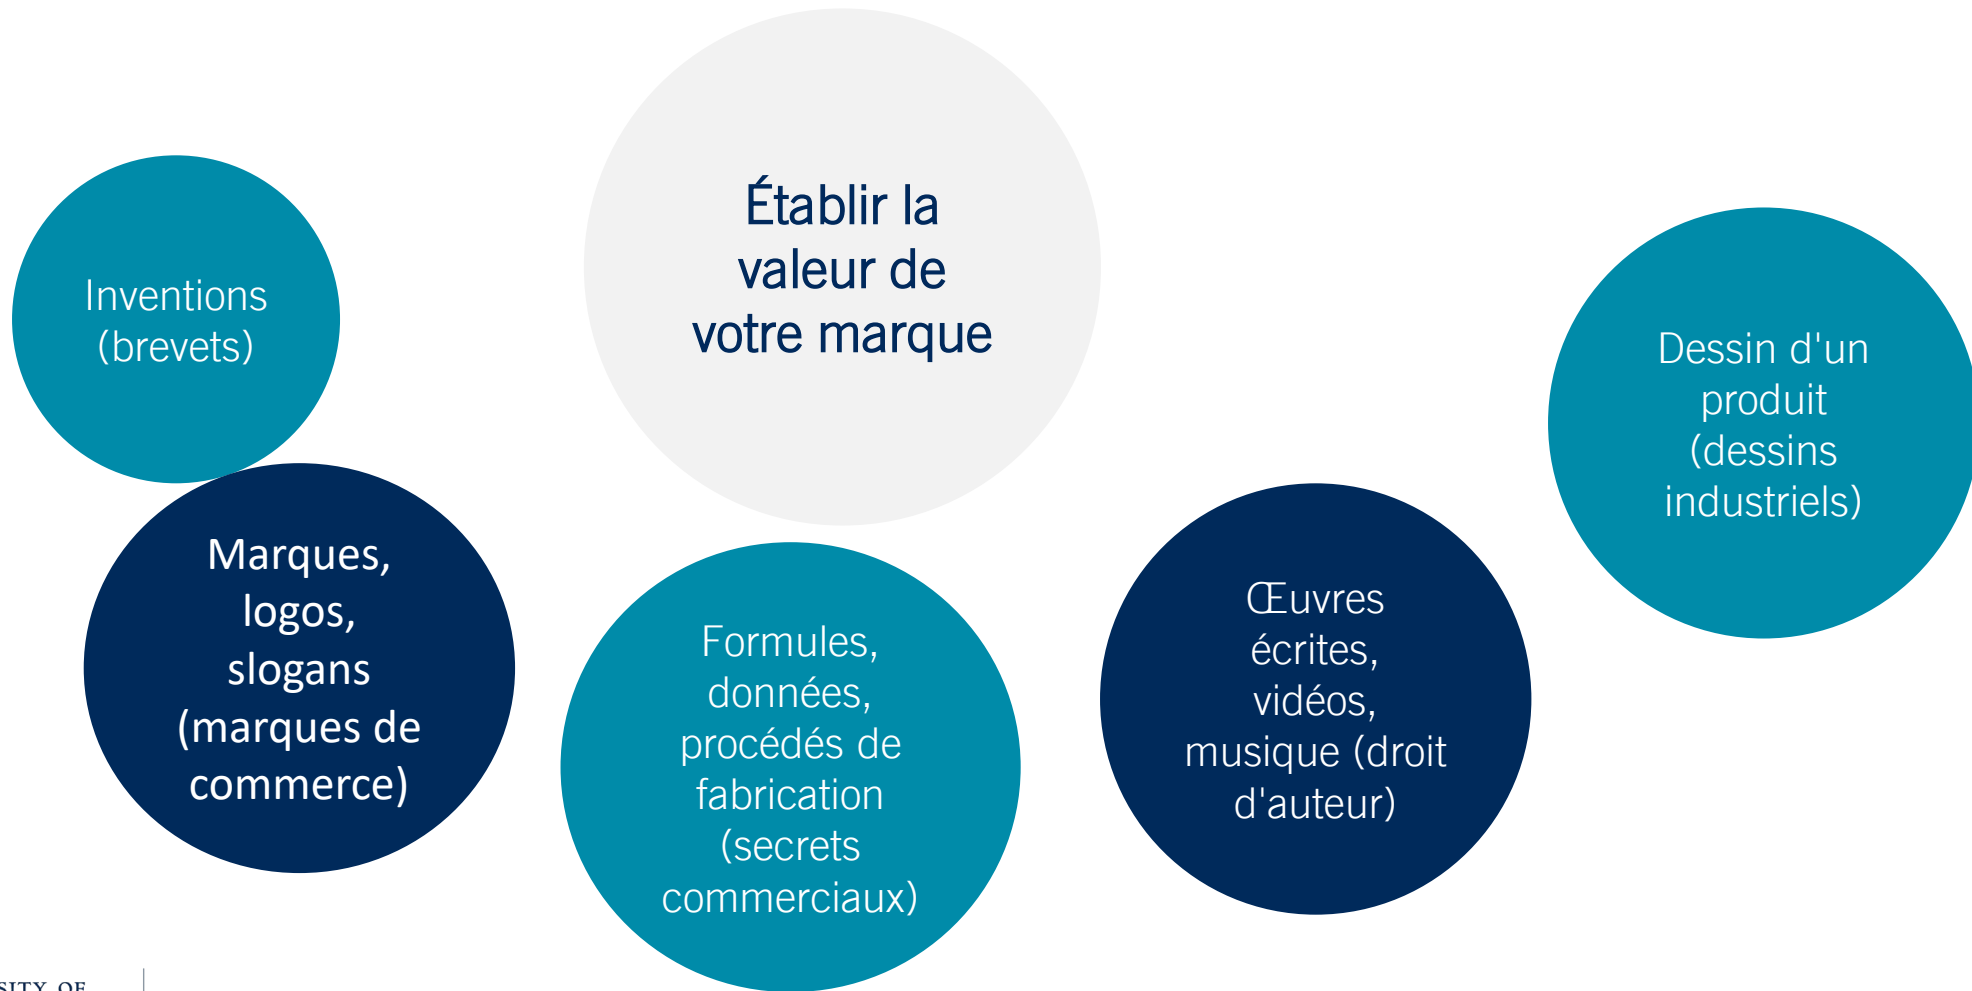 Établir la
valeur de
votre marque
Inventions
(brevets)
Marques,
logos,
slogans
(marques de
commerce)
Formules,
données,
procédés de
fabrication
(secrets
commerciaux)
Œuvres
écrites,
vidéos,
musique (droit
d'auteur)
Dessin d'un
produit
(dessins
industriels)
OF